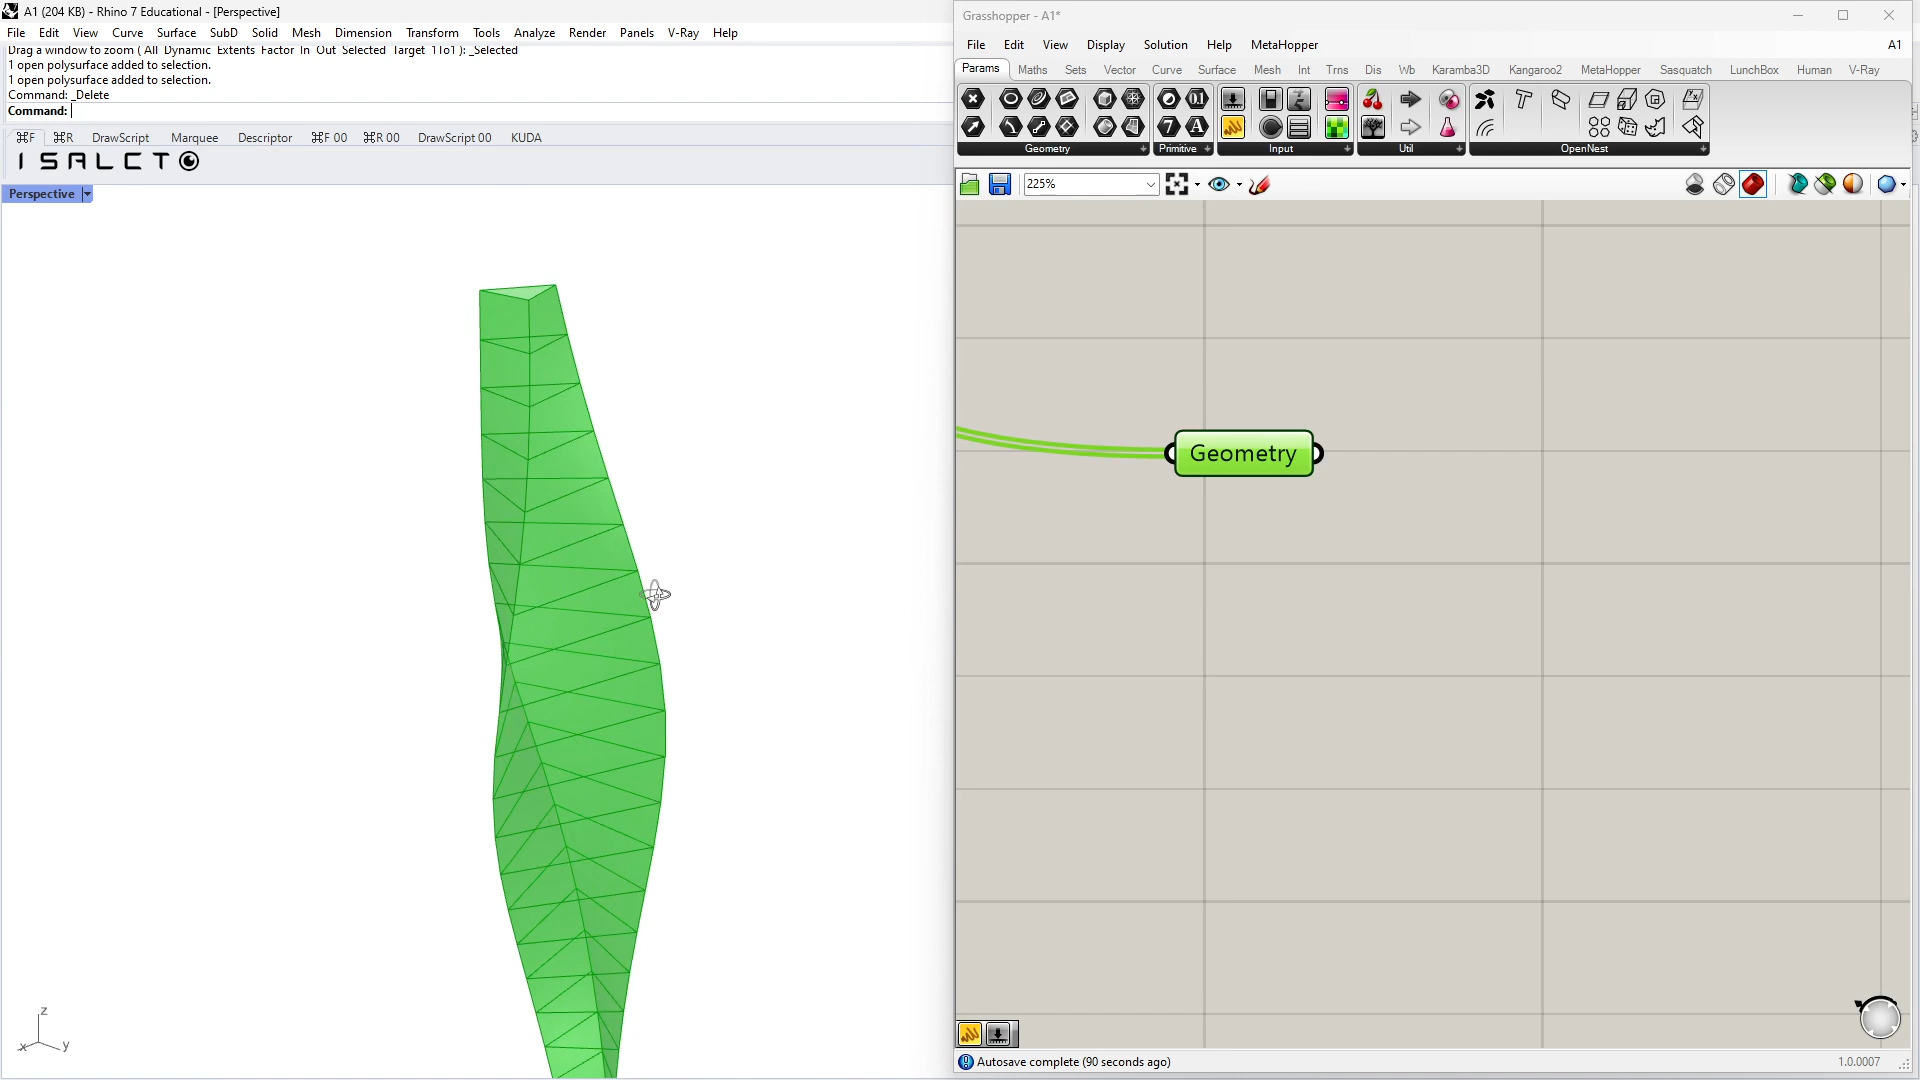 A1 (204 KB) - Rhino 7 Educational - [Perspective]
File Edit View Curve Surface SubD Solid Mesh Dimension Transform Tools Analyze Render Panels V-Ray Help
Drag a window to zoom ( All Dynamic Extents Factor In Out Selected Target 1To1 ): _Selected
1 open polysurface added to selection.
1 open polysurface added to selection.
Command: _Delete
Command:
⌘F ⌘R DrawScript Marquee Descriptor ⌘F 00 ⌘R 00 DrawScript 00 KUDA
I S A L C T
Perspective
z
x y
Grasshopper - A1*
File Edit View Display Solution Help MetaHopper A1
Params Maths Sets Vector Curve Surface Mesh Int Trns Dis Wb Karamba3D Kangaroo2 MetaHopper Sasquatch LunchBox Human V-Ray
Geometry Primitive Input Util OpenNest
225%
Geometry
Autosave complete (90 seconds ago) 1.0.0007